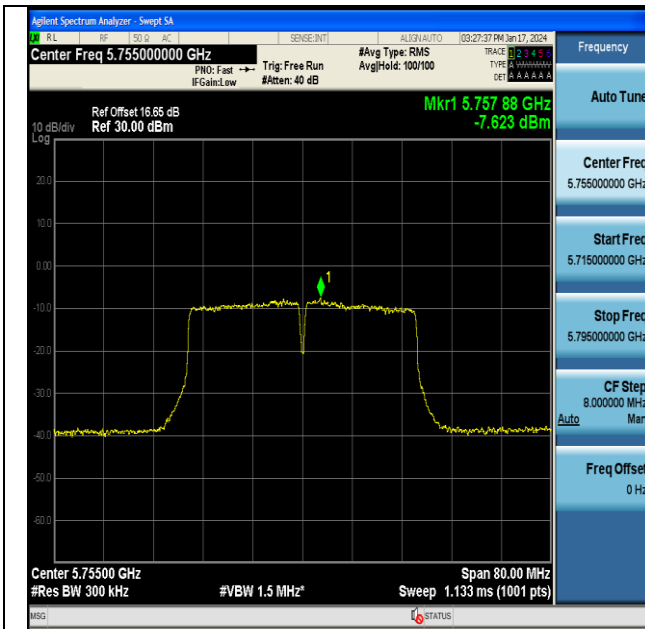 Agilent Spectrum Analyzer - Swept SA
LXI RL RF 50 Ω AC SENSE:INT ALIGNAUTO 03:27:37 PM Jan 17, 2024
Center Freq 5.755000000 GHz
PNO: Fast
IFGain:Low
Trig: Free Run
#Atten: 40 dB
#Avg Type: RMS
Avg|Hold: 100/100
TRACE 1 2 3 4 5 6
TYPE A
DET A A A A A A
Ref Offset 16.65 dB
10 dB/div Ref 30.00 dBm
Log
Mkr1 5.757 88 GHz
-7.623 dBm
20.0
10.0
0.00
-10.0
-20.0
-30.0
-40.0
-50.0
-60.0
1
Center 5.75500 GHz Span 80.00 MHz
#Res BW 300 kHz #VBW 1.5 MHz* Sweep 1.133 ms (1001 pts)
MSG STATUS
Frequency
Auto Tune
Center Freq
5.755000000 GHz
Start Freq
5.715000000 GHz
Stop Freq
5.795000000 GHz
CF Step
8.000000 MHz
Auto Man
Freq Offset
0 Hz